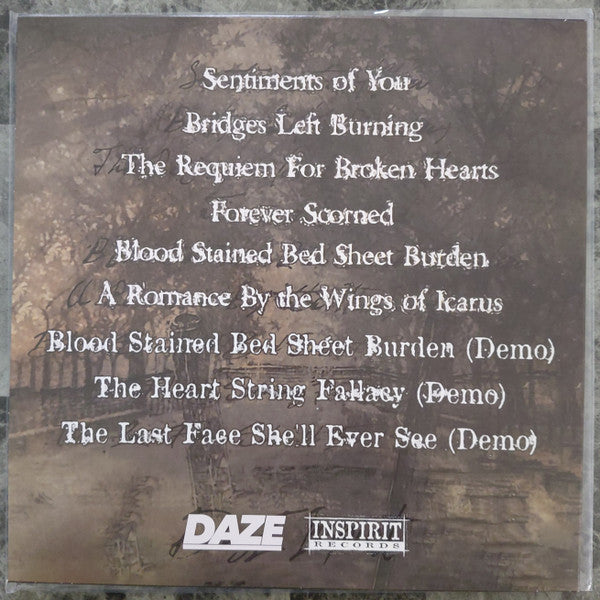 Sentiments of You
Bridges Left Burning
The Requiem For Broken Hearts
Forever Scorned
Blood Stained Bed Sheet Burden
A Romance By the Wings of Icarus
Blood Stained Bed Sheet Burden (Demo)
The Heart String Fallacy (Demo)
The Last Face She'll Ever See (Demo)
DAZE
INSPIRIT
RECORDS